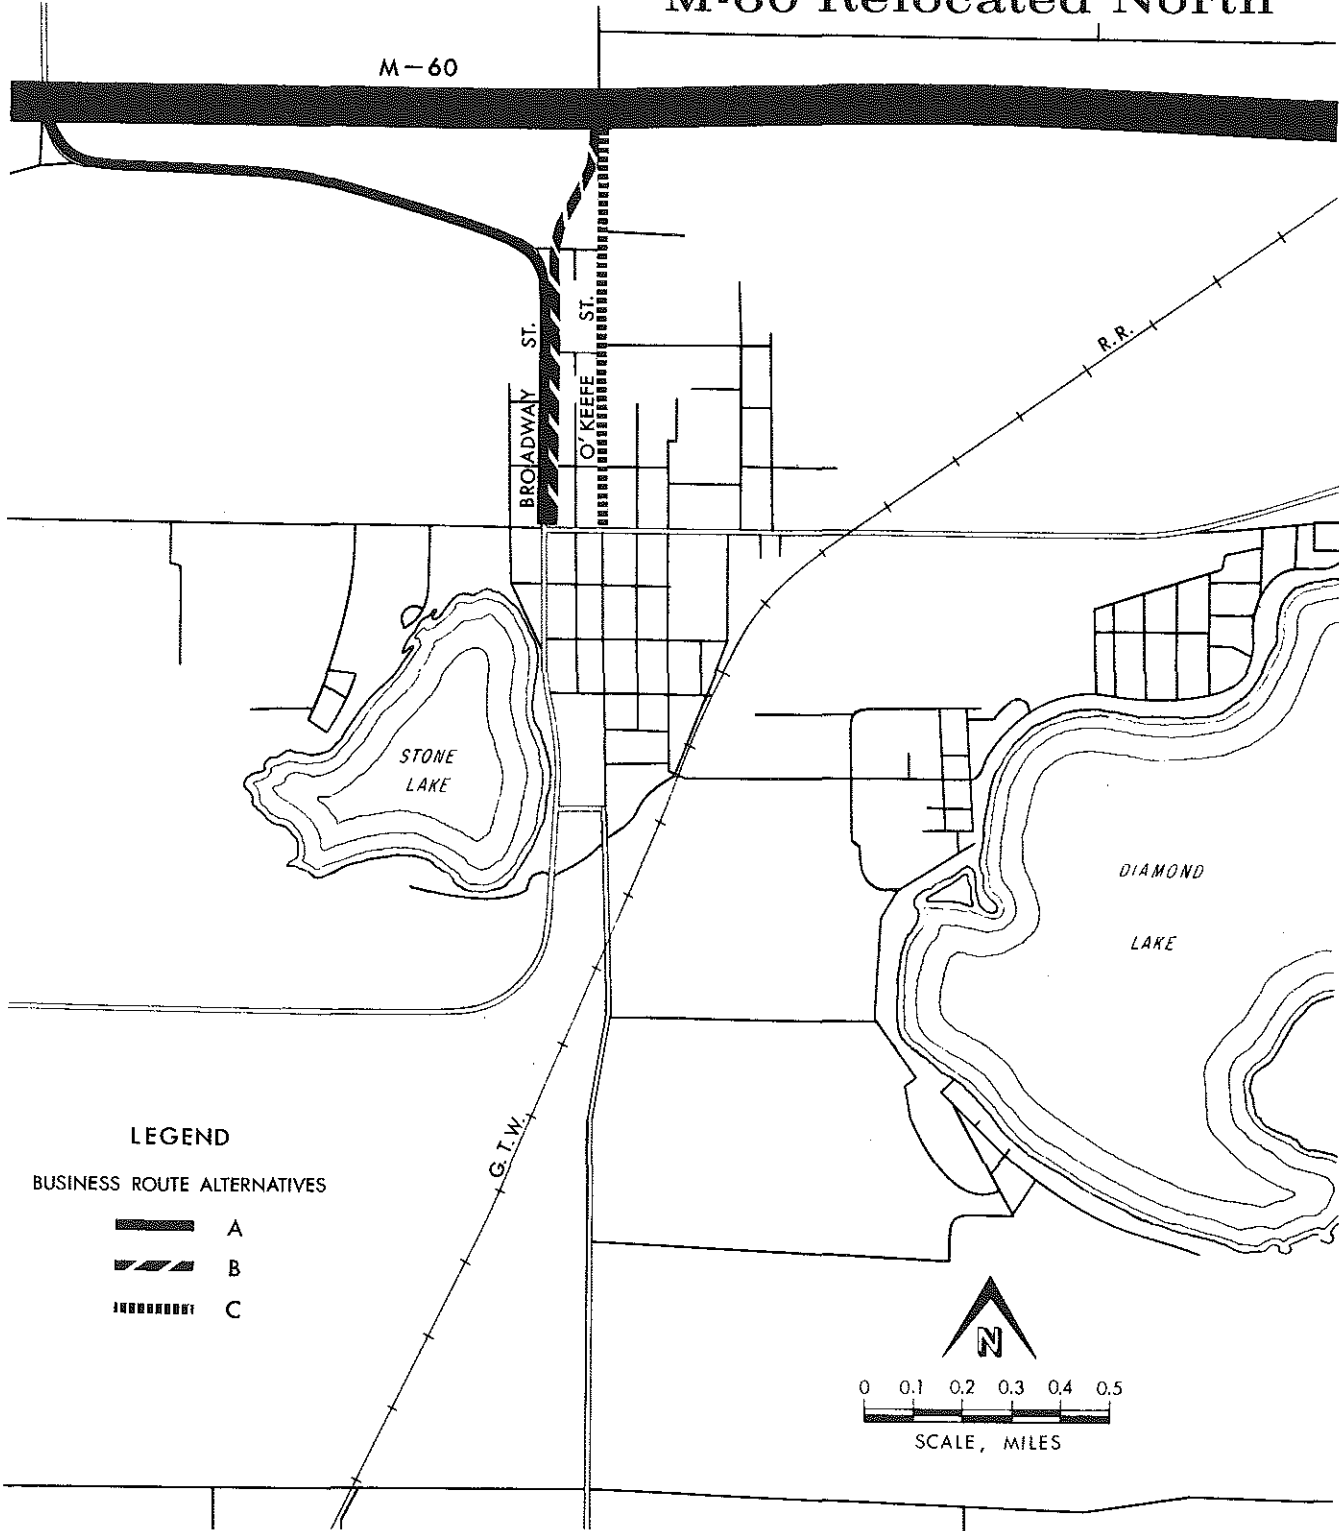 M-60 Relocated North
M-60
BROADWAY ST.
O'KEEFE ST.
R.R.
STONE
LAKE
DIAMOND
LAKE
G.T.W.
LEGEND
BUSINESS ROUTE ALTERNATIVES
A
B
C
N
0 0.1 0.2 0.3 0.4 0.5
SCALE, MILES